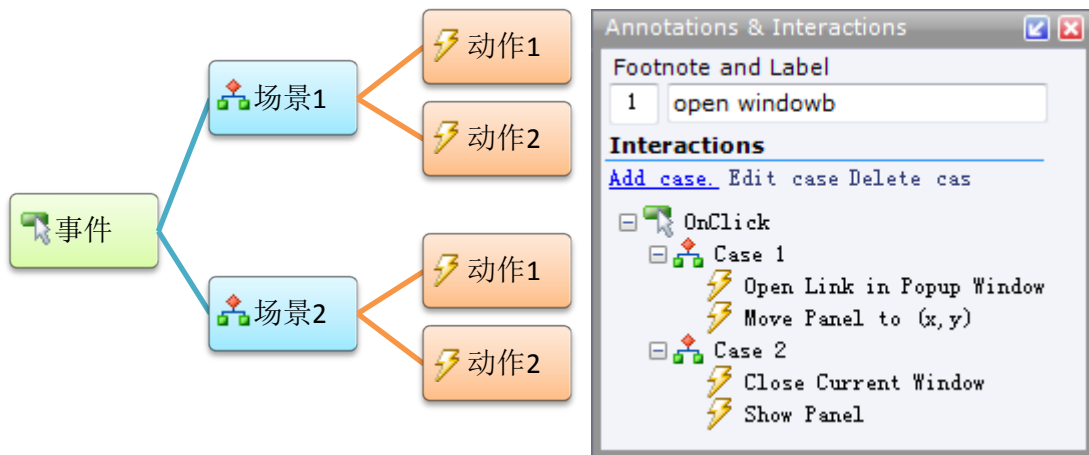 事件
场景1
动作1
动作2
场景2
动作1
动作2
Annotations & Interactions
Footnote and Label
1 open windowb
Interactions
Add case. Edit case Delete cas
OnClick
Case 1
Open Link in Popup Window
Move Panel to (x,y)
Case 2
Close Current Window
Show Panel